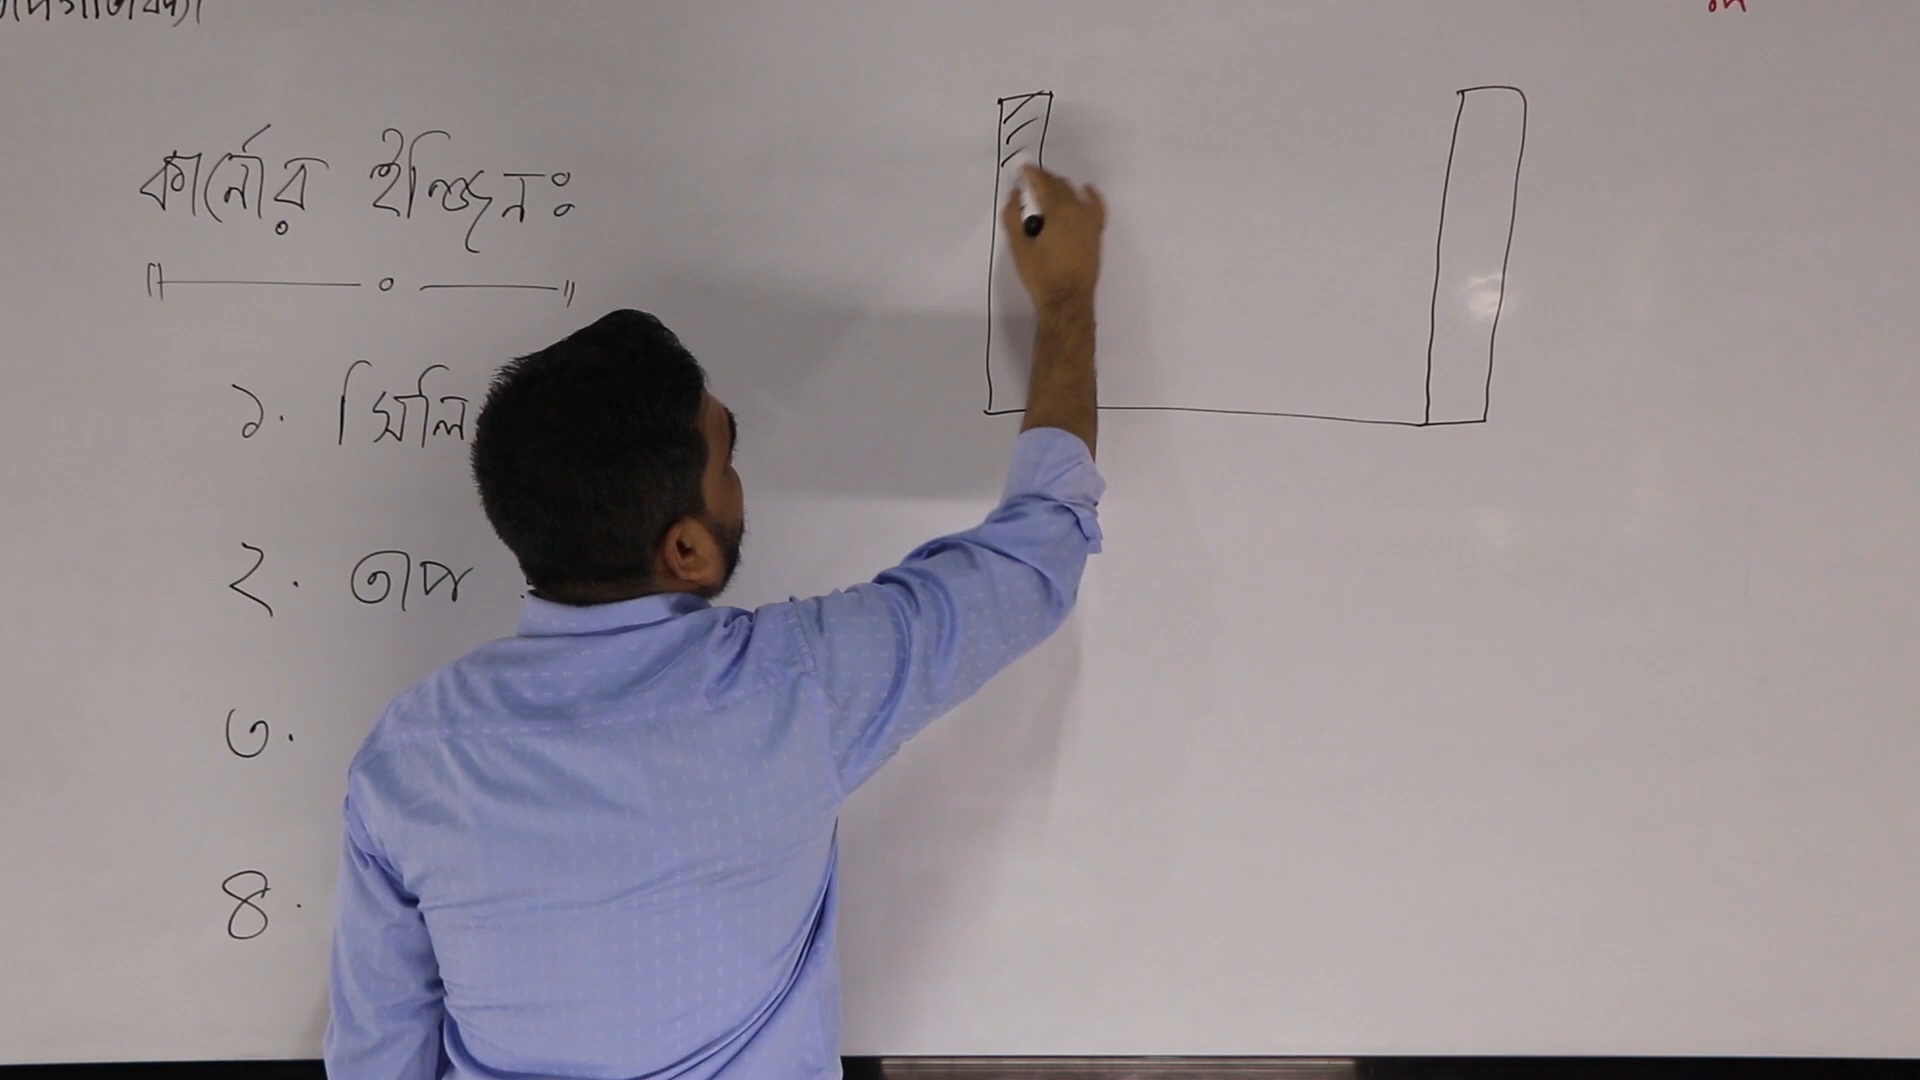 কার্নোর ইঞ্জিনঃ
১. সিলি
২. তাপ
৩.
৪.